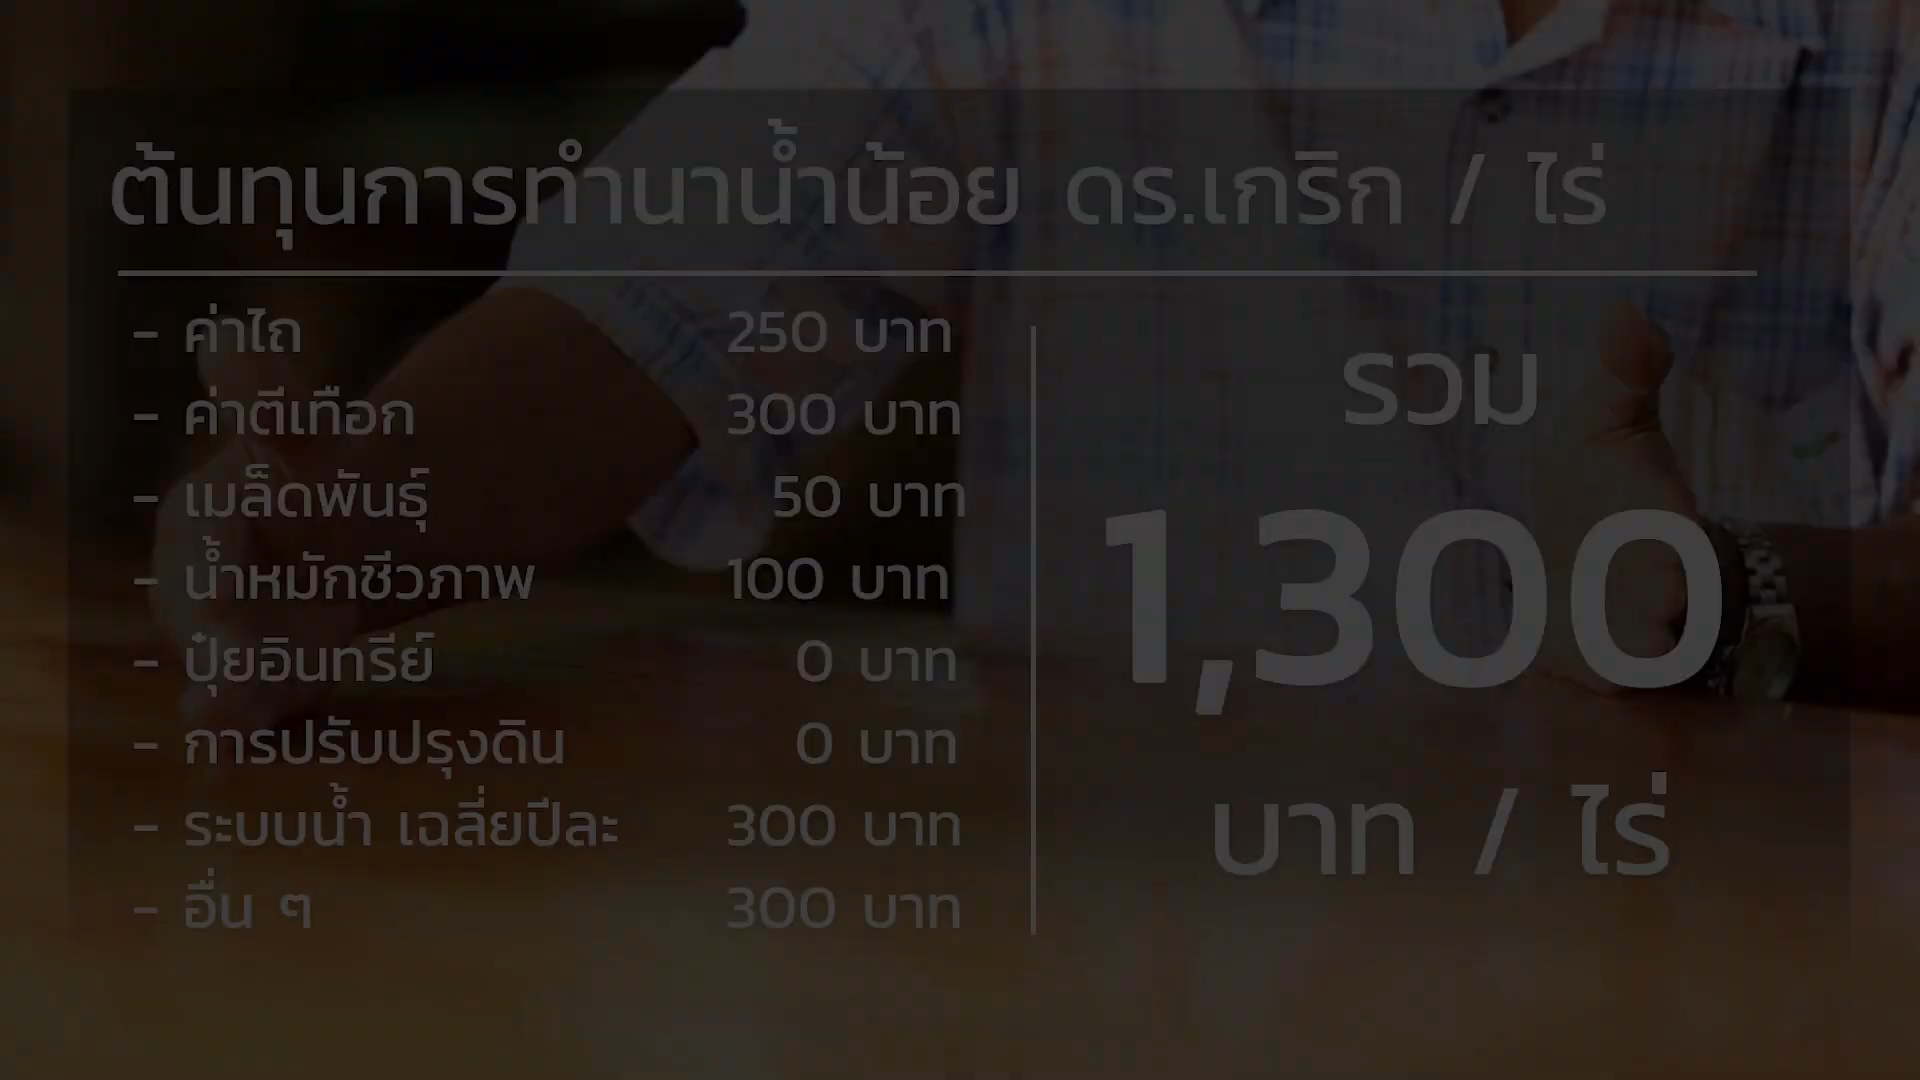 ต้นทุนการทำนาน้ำน้อย ดร.เกริก / ไร่
- ค่าไถ 250 บาท
- ค่าตีเทือก 300 บาท
- เมล็ดพันธุ์ 50 บาท
- น้ำหมักชีวภาพ 100 บาท
- ปุ๋ยอินทรีย์ 0 บาท
- การปรับปรุงดิน 0 บาท
- ระบบน้ำ เฉลี่ยปีละ 300 บาท
- อื่น ๆ 300 บาท
รวม
1,300
บาท / ไร่